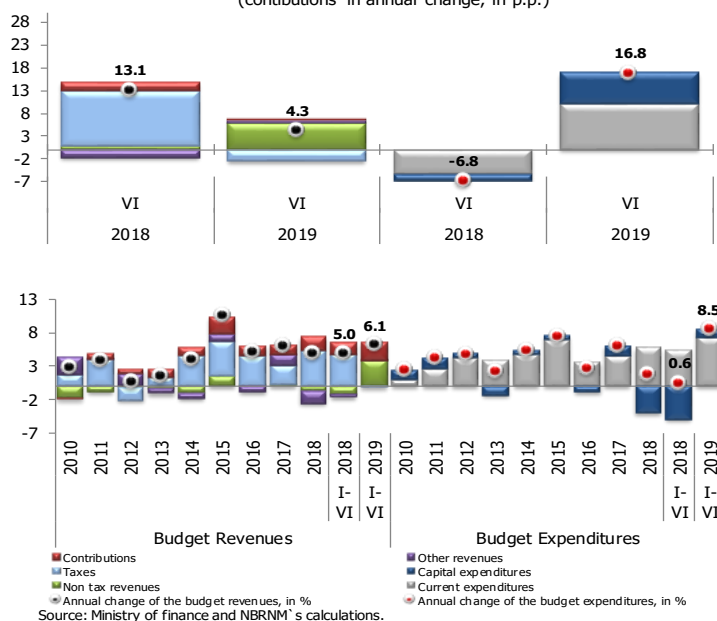 (contibutions in annual change, in p.p.)
28
23
18
13
8
3
-2
-7
13.1
4.3
-6.8
16.8
VI VI VI VI
2018 2019 2018 2019
13
8
3
-2
-7
5.0
6.1
0.6
8.5
2010 2011 2012 2013 2014 2015 2016 2017 2018 2018 2019 2010 2011 2012 2013 2014 2015 2016 2017 2018 2018 2019
I-VI I-VI I-VI I-VI
Budget Revenues Budget Expenditures
Contributions Other revenues
Taxes Capital expenditures
Non tax revenues Current expenditures
Annual change of the budget revenues, in % Annual change of the budget expenditures, in %
Source: Ministry of finance and NBRNM`s calculations.